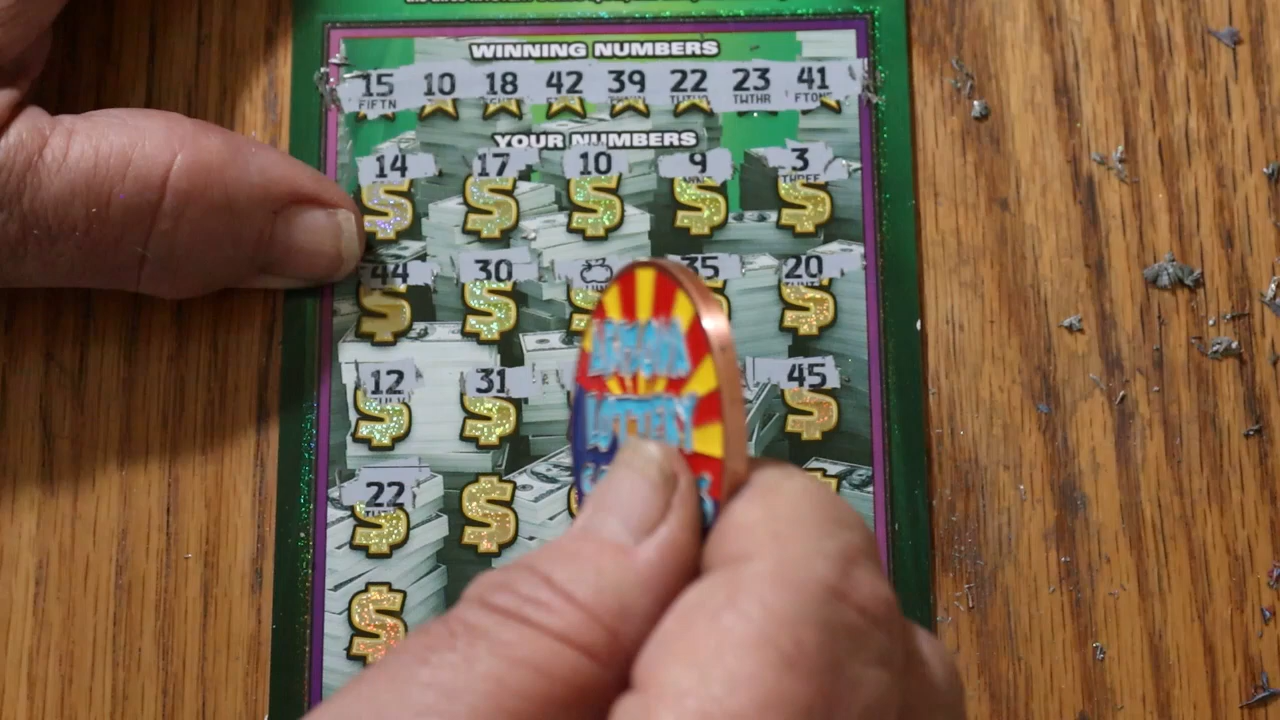 WINNING NUMBERS
15 10 18 42 39 22 23 41
FIFTN TWTHR FTONE
YOUR NUMBERS
14 17 10 9 3
THREE
44 30 35 20
12 31 45
22
LOTTERY